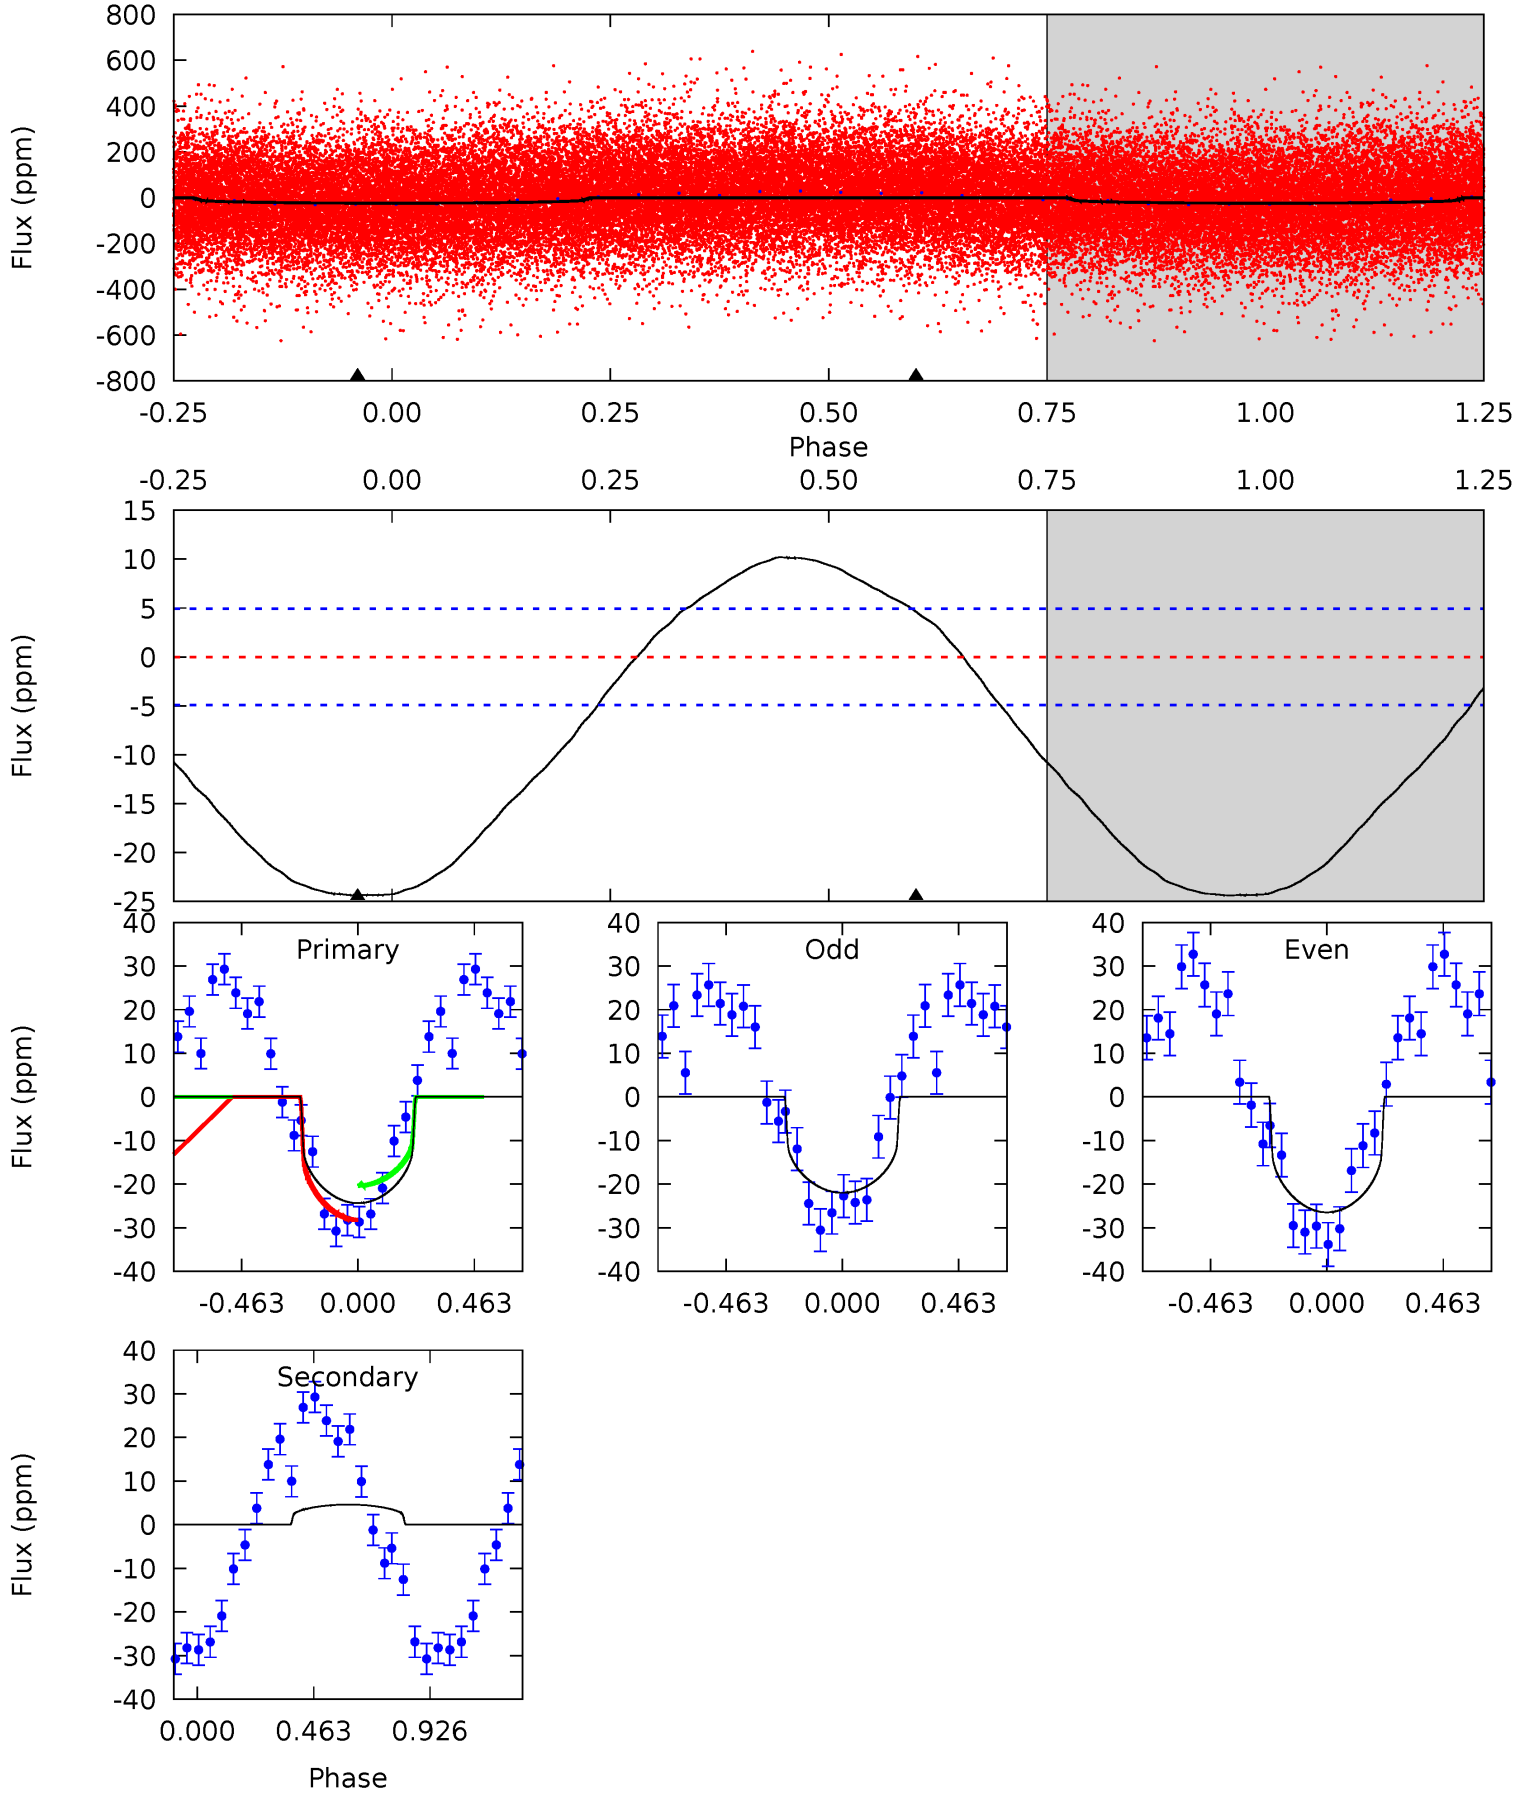 800
600
400
200
0
-200
-400
-600
-800
Flux (ppm)
-0.25 0.00 0.25 0.50 0.75 1.00 1.25
Phase
-0.25 0.00 0.25 0.50 0.75 1.00 1.25
15
10
5
0
-5
-10
-15
-20
-25
Flux (ppm)
Primary Odd Even
40 40 40
30 30 30
20 20 20
10 10 10
0 0 0
-10 -10 -10
-20 -20 -20
-30 -30 -30
-40 -40 -40
Flux (ppm)
-0.463 0.000 0.463 -0.463 0.000 0.463 -0.463 0.000 0.463
Secondary
40
30
20
10
0
-10
-20
-30
-40
Flux (ppm)
0.000 0.463 0.926
Phase